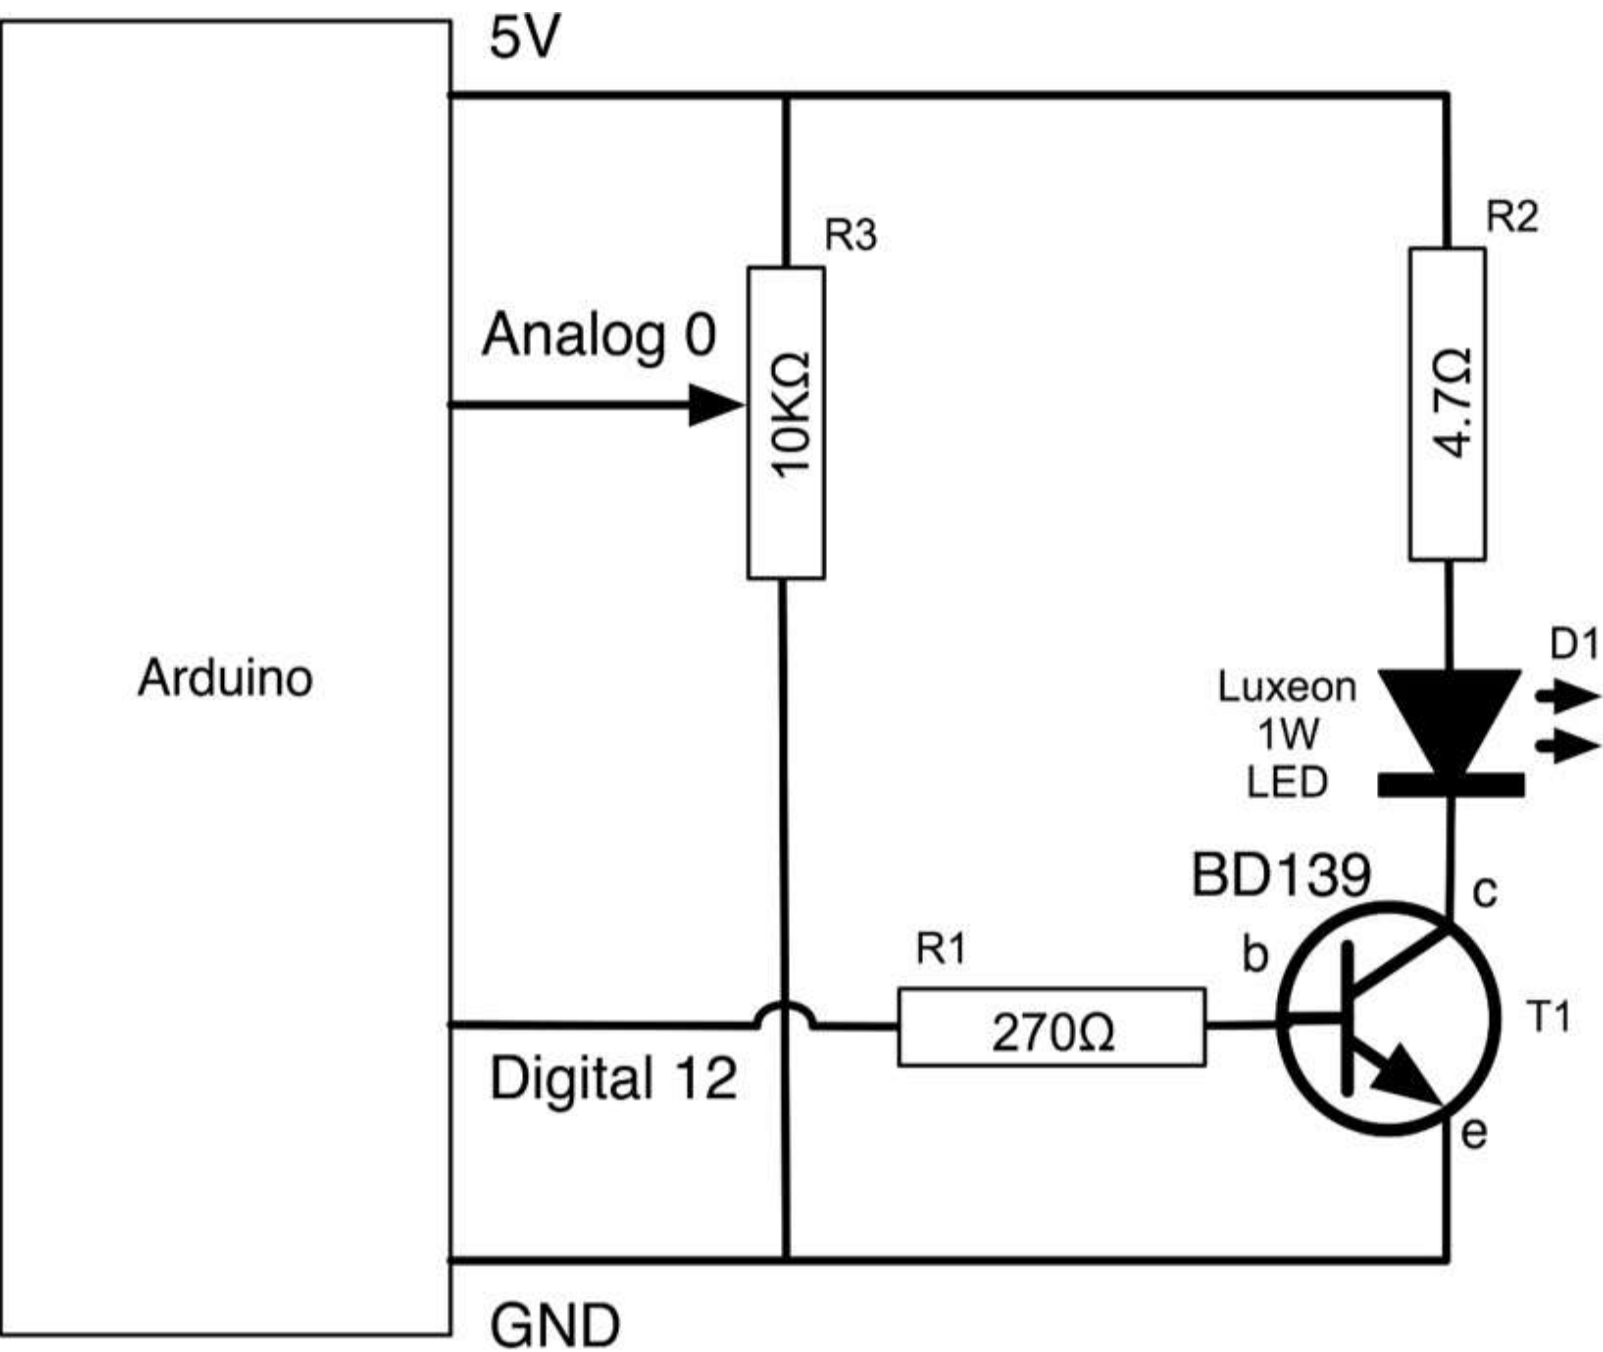 5V
R3
R2
Analog 0
10KΩ
4.7Ω
Arduino
D1
Luxeon
1W
LED
BD139
c
b
R1
270Ω
T1
Digital 12
e
GND